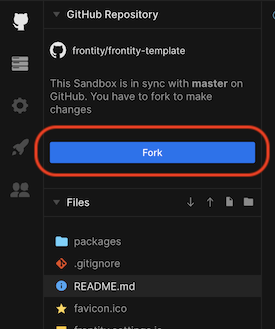 GitHub Repository
frontity/frontity-template
This Sandbox is in sync with master on
GitHub. You have to fork to make
changes
Fork
Files
packages
.gitignore
README.md
favicon.ico